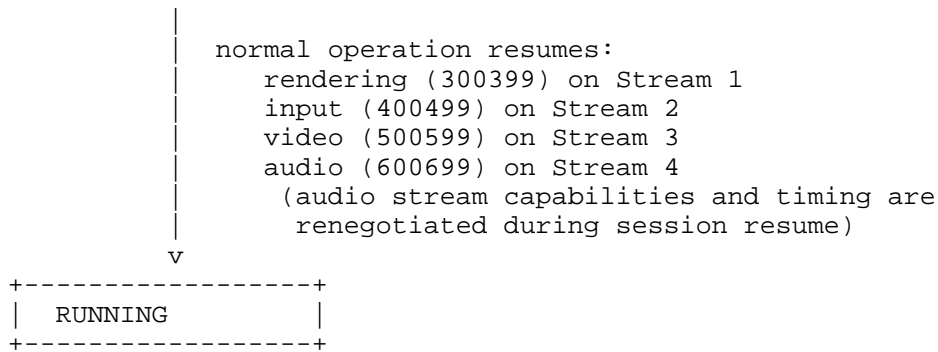 |
| normal operation resumes:
| rendering (300399) on Stream 1
| input (400499) on Stream 2
| video (500599) on Stream 3
| audio (600699) on Stream 4
| (audio stream capabilities and timing are
| renegotiated during session resume)
v
+------------------+
| RUNNING |
+------------------+